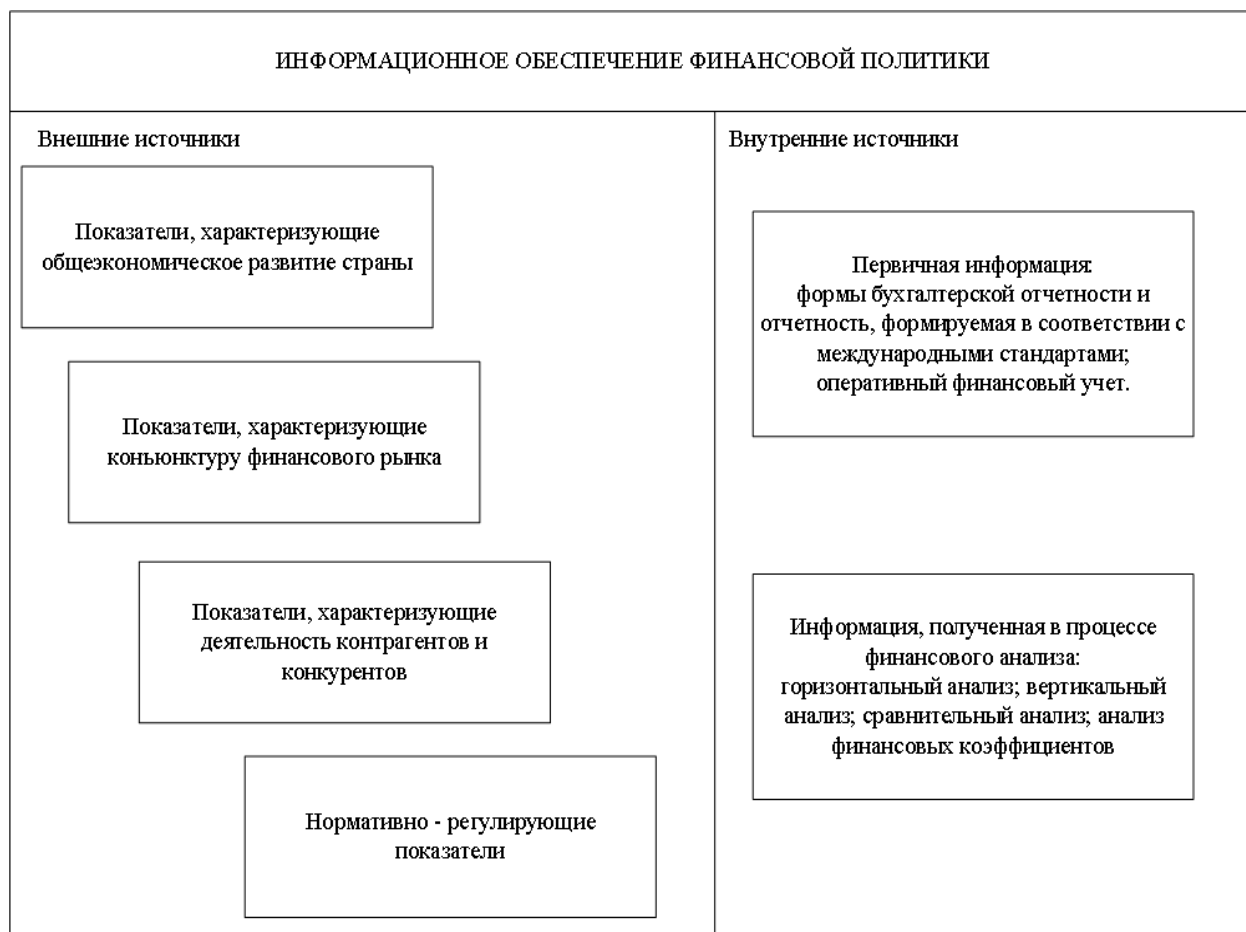 ИНФОРМАЦИОННОЕ ОБЕСПЕЧЕНИЕ ФИНАНСОВОЙ ПОЛИТИКИ
Внешние источники
Показатели, характеризующие
общеэкономическое развитие страны
Показатели, характеризующие
коньюнктуру финансового рынка
Показатели, характеризующие
деятельность контрагентов и
конкурентов
Нормативно - регулирующие
показатели
Внутренние источники
Первичная информация:
формы бухгалтерской отчетности и
отчетность, формируемая в соответствии с
международными стандартами;
оперативный финансовый учет.
Информация, полученная в процессе
финансового анализа:
горизонтальный анализ; вертикальный
анализ; сравнительный анализ; анализ
финансовых коэффициентов